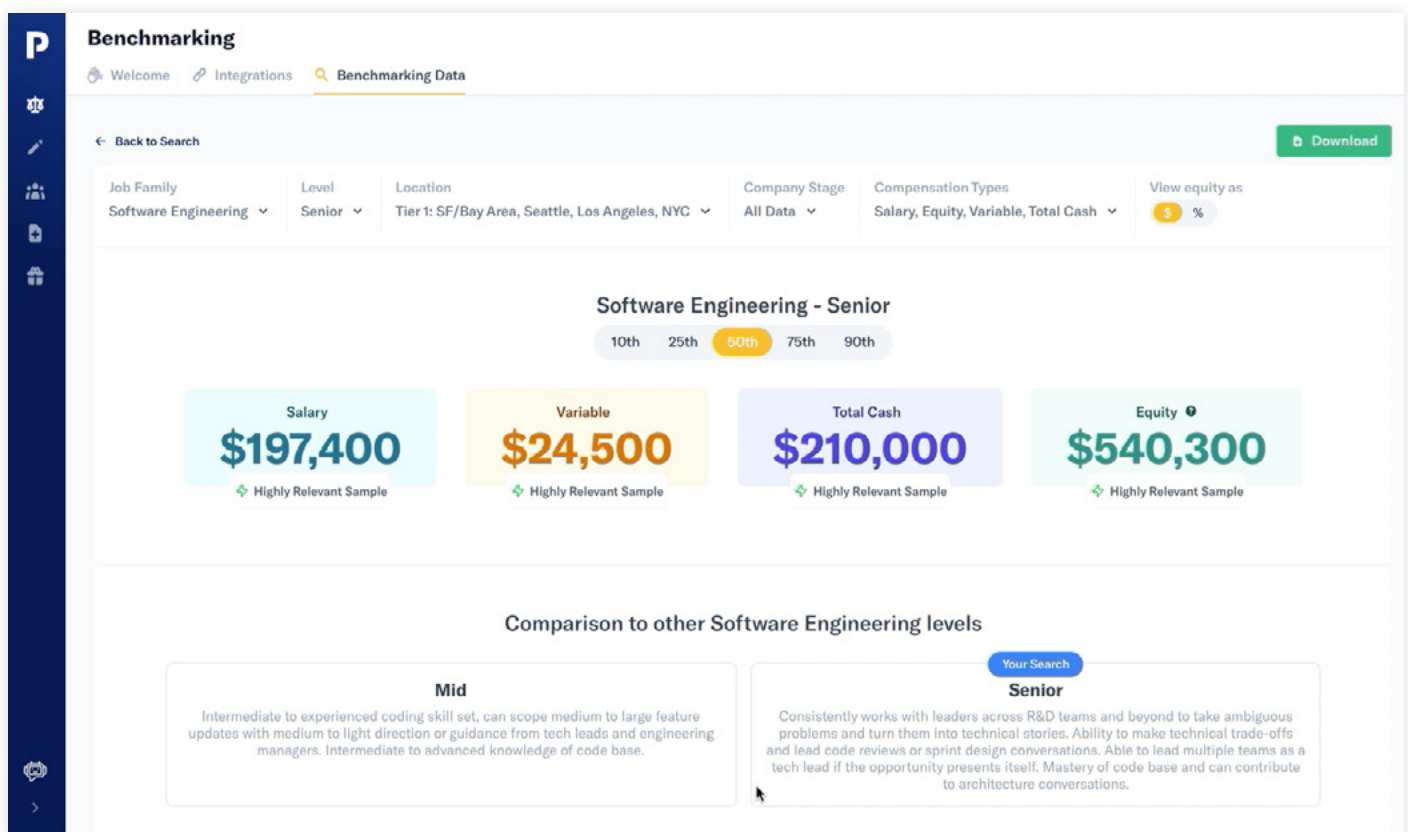 P
Benchmarking
Welcome
Integrations
Benchmarking Data
← Back to Search
Download
Job Family
Level
Location
Company Stage
Compensation Types
View equity as
Software Engineering
Senior
Tier 1: SF/Bay Area, Seattle, Los Angeles, NYC
All Data
Salary, Equity, Variable, Total Cash
$ %
Software Engineering - Senior
10th 25th 50th 75th 90th
Salary
$197,400
Highly Relevant Sample
Variable
$24,500
Highly Relevant Sample
Total Cash
$210,000
Highly Relevant Sample
Equity ?
$540,300
Highly Relevant Sample
Comparison to other Software Engineering levels
Mid
Intermediate to experienced coding skill set, can scope medium to large feature
updates with medium to light direction or guidance from tech leads and engineering
managers. Intermediate to advanced knowledge of code base.
Your Search
Senior
Consistently works with leaders across R&D teams and beyond to take ambiguous
problems and turn them into technical stories. Ability to make technical trade-offs
and lead code reviews or sprint design conversations. Able to lead multiple teams as a
tech lead if the opportunity presents itself. Mastery of code base and can contribute
to architecture conversations.